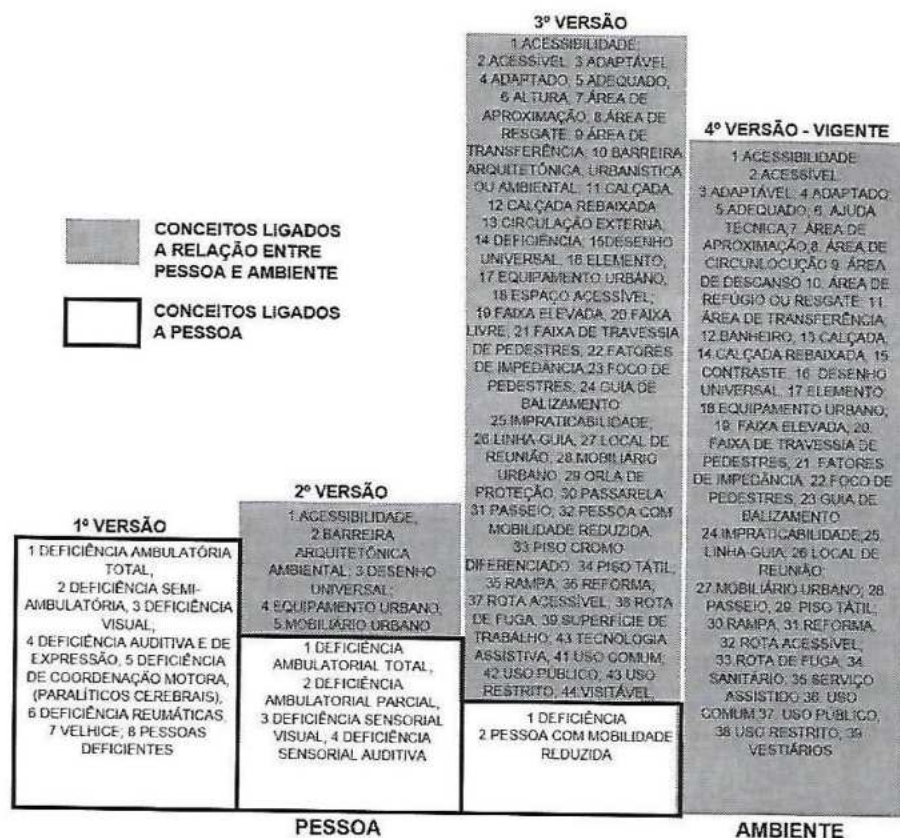 3º VERSÃO
1 ACESSIBILIDADE;
2 ACESSÍVEL, 3 ADAPTÁVEL
4 ADAPTADO, 5 ADEQUADO,
6 ALTURA, 7 ÁREA DE
APROXIMAÇÃO, 8 ÁREA DE
RESGATE, 9 ÁREA DE
TRANSFERÊNCIA, 10 BARREIRA
ARQUITETÔNICA, URBANÍSTICA
OU AMBIENTAL, 11 CALÇADA,
12 CALÇADA REBAIXADA
13 CIRCULAÇÃO EXTERNA,
14 DEFICIÊNCIA, 15DESENHO
UNIVERSAL, 16 ELEMENTO,
17 EQUIPAMENTO URBANO,
18 ESPAÇO ACESSÍVEL;
19 FAIXA ELEVADA, 20 FAIXA
LIVRE, 21 FAIXA DE TRAVESSIA
DE PEDESTRES, 22 FATORES
DE IMPEDÂNCIA,23 FOCO DE
PEDESTRES, 24 GUIA DE
BALIZAMENTO
25 IMPRATICABILIDADE,
26 LINHA-GUIA, 27 LOCAL DE
REUNIÃO, 28 MOBILIÁRIO
URBANO, 29 ORLA DE
PROTEÇÃO, 30 PASSARELA
31 PASSEIO; 32 PESSOA COM
MOBILIDADE REDUZIDA
33 PISO CROMO
DIFERENCIADO, 34 PISO TÁTIL,
35 RAMPA, 36 REFORMA,
37 ROTA ACESSÍVEL, 38 ROTA
DE FUGA, 39 SUPERFÍCIE DE
TRABALHO, 43 TECNOLOGIA
ASSISTIVA, 41 USO COMUM,
42 USO PÚBLICO, 43 USO
RESTRITO, 44 VISITÁVEL,
1 DEFICIÊNCIA
2 PESSOA COM MOBILIDADE
REDUZIDA
4º VERSÃO - VIGENTE
1 ACESSIBILIDADE
2 ACESSÍVEL
3 ADAPTÁVEL, 4 ADAPTADO,
5 ADEQUADO; 6. AJUDA
TÉCNICA,7. ÁREA DE
APROXIMAÇÃO,8. ÁREA DE
CIRCUNLOCUÇÃO 9. ÁREA
DE DESCANSO 10. ÁREA DE
REFÚGIO OU RESGATE, 11.
ÁREA DE TRANSFERÊNCIA,
12 BANHEIRO, 13 CALÇADA,
14.CALÇADA REBAIXADA, 15
CONTRASTE, 16 DESENHO
UNIVERSAL, 17 ELEMENTO
18 EQUIPAMENTO URBANO,
19. FAIXA ELEVADA, 20.
FAIXA DE TRAVESSIA DE
PEDESTRES, 21. FATORES
DE IMPEDÂNCIA, 22 FOCO DE
PEDESTRES, 23 GUIA DE
BALIZAMENTO
24 IMPRATICABILIDADE,25.
LINHA-GUIA, 26 LOCAL DE
REUNIÃO;
27 MOBILIÁRIO URBANO; 28.
PASSEIO, 29. PISO TÁTIL,
30 RAMPA, 31 REFORMA,
32 ROTA ACESSÍVEL,
33 ROTA DE FUGA, 34.
SANITÁRIO, 35 SERVIÇO
ASSISTIDO 36. USO
COMUM 37. USO PÚBLICO,
38 USO RESTRITO, 39
VESTIÁRIOS
CONCEITOS LIGADOS
A RELAÇÃO ENTRE
PESSOA E AMBIENTE
CONCEITOS LIGADOS
A PESSOA
2º VERSÃO
1 ACESSIBILIDADE,
2 BARREIRA
ARQUITETÔNICA
AMBIENTAL; 3 DESENHO
UNIVERSAL;
4 EQUIPAMENTO URBANO,
5 MOBILIÁRIO URBANO
1 DEFICIÊNCIA
AMBULATORIAL TOTAL,
2 DEFICIÊNCIA
AMBULATORIAL PARCIAL,
3 DEFICIÊNCIA SENSORIAL
VISUAL, 4 DEFICIÊNCIA
SENSORIAL AUDITIVA
1º VERSÃO
1 DEFICIÊNCIA AMBULATÓRIA
TOTAL,
2 DEFICIÊNCIA SEMI-
AMBULATÓRIA, 3 DEFICIÊNCIA
VISUAL,
4 DEFICIÊNCIA AUDITIVA E DE
EXPRESSÃO, 5 DEFICIÊNCIA
DE COORDENAÇÃO MOTORA,
(PARALÍTICOS CEREBRAIS),
6 DEFICIÊNCIA REUMÁTICAS,
7 VELHICE; 8 PESSOAS
DEFICIENTES
PESSOA
AMBIENTE